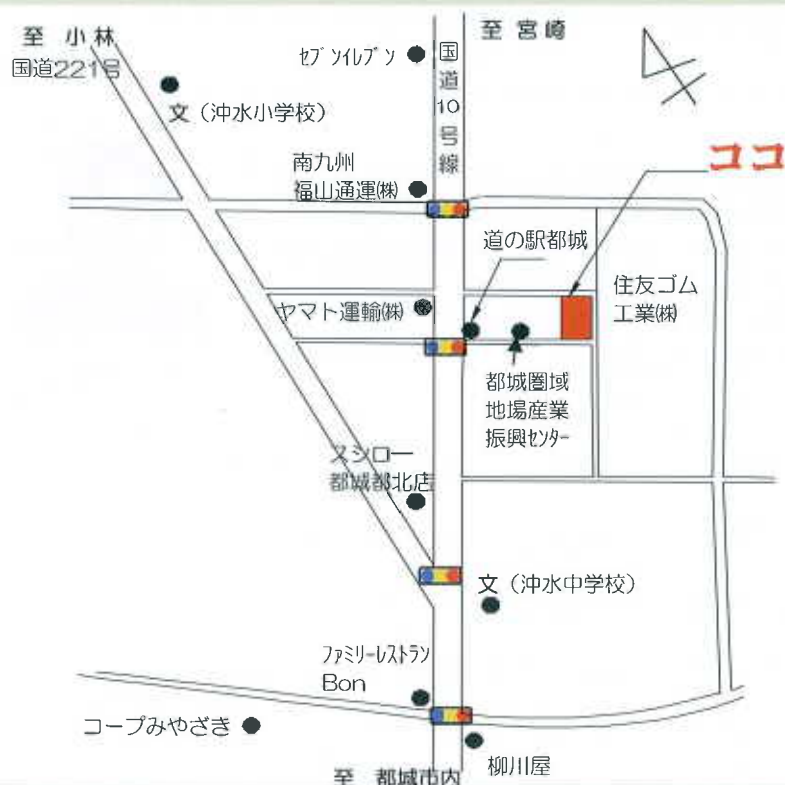 至 小林
国道221号
文（沖水小学校）
ｾﾌﾞﾝｲﾚﾌﾞﾝ
国道10号線
至 宮崎
南九州
福山通運㈱
ココ
道の駅都城
住友ゴム
工業㈱
ヤマト運輸㈱
都城圏域
地場産業
振興ｾﾝﾀｰ
スシロー
都城都北店
文（沖水中学校）
ﾌｧﾐﾘｰﾚｽﾄﾗﾝ
Bon
コープみやざき
柳川屋
至 都城市内